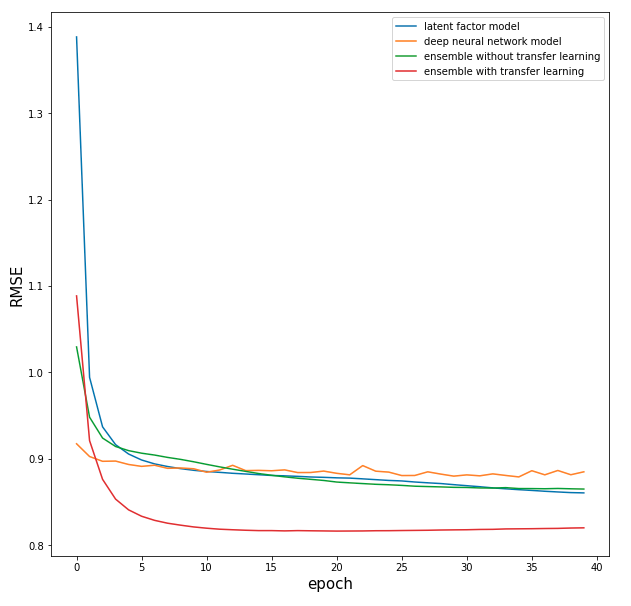 latent factor model
deep neural network model
ensemble without transfer learning
ensemble with transfer learning
1.4
1.3
1.2
1.1
1.0
0.9
0.8
RMSE
0 5 10 15 20 25 30 35 40
epoch